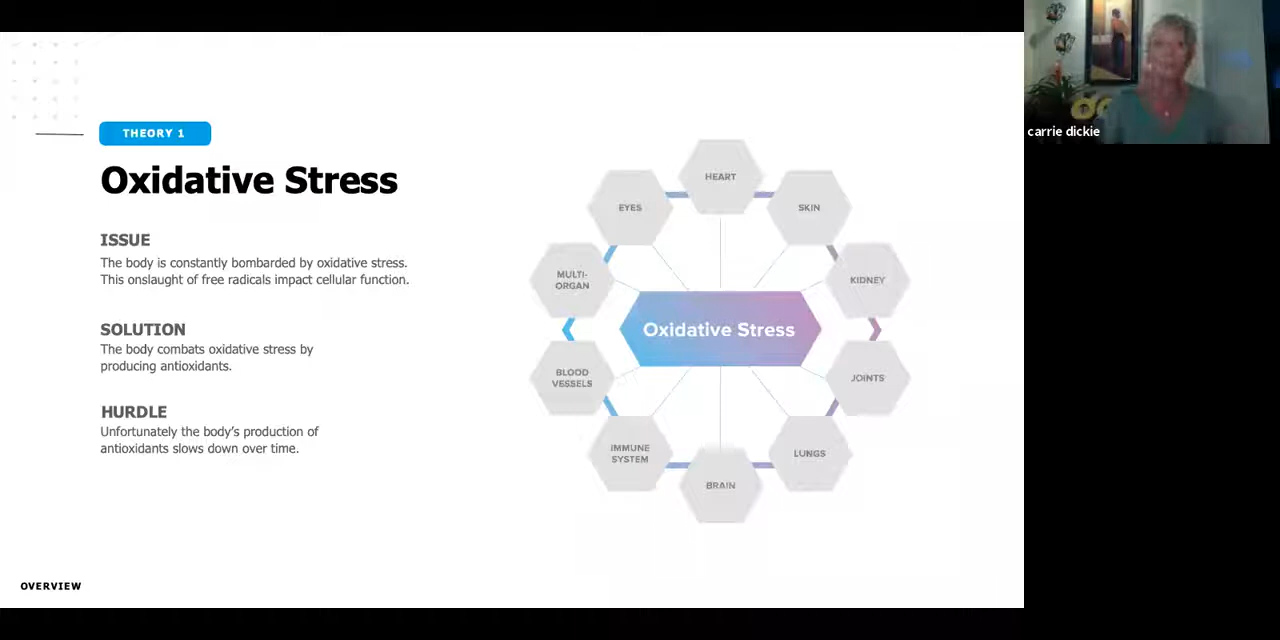 carrie dickie
THEORY 1
Oxidative Stress
ISSUE
The body is constantly bombarded by oxidative stress.
This onslaught of free radicals impact cellular function.
SOLUTION
The body combats oxidative stress by
producing antioxidants.
HURDLE
Unfortunately the body's production of
antioxidants slows down over time.
HEART
EYES
SKIN
MULTI-
ORGAN
KIDNEY
Oxidative Stress
BLOOD
VESSELS
JOINTS
IMMUNE
SYSTEM
LUNGS
BRAIN
OVERVIEW